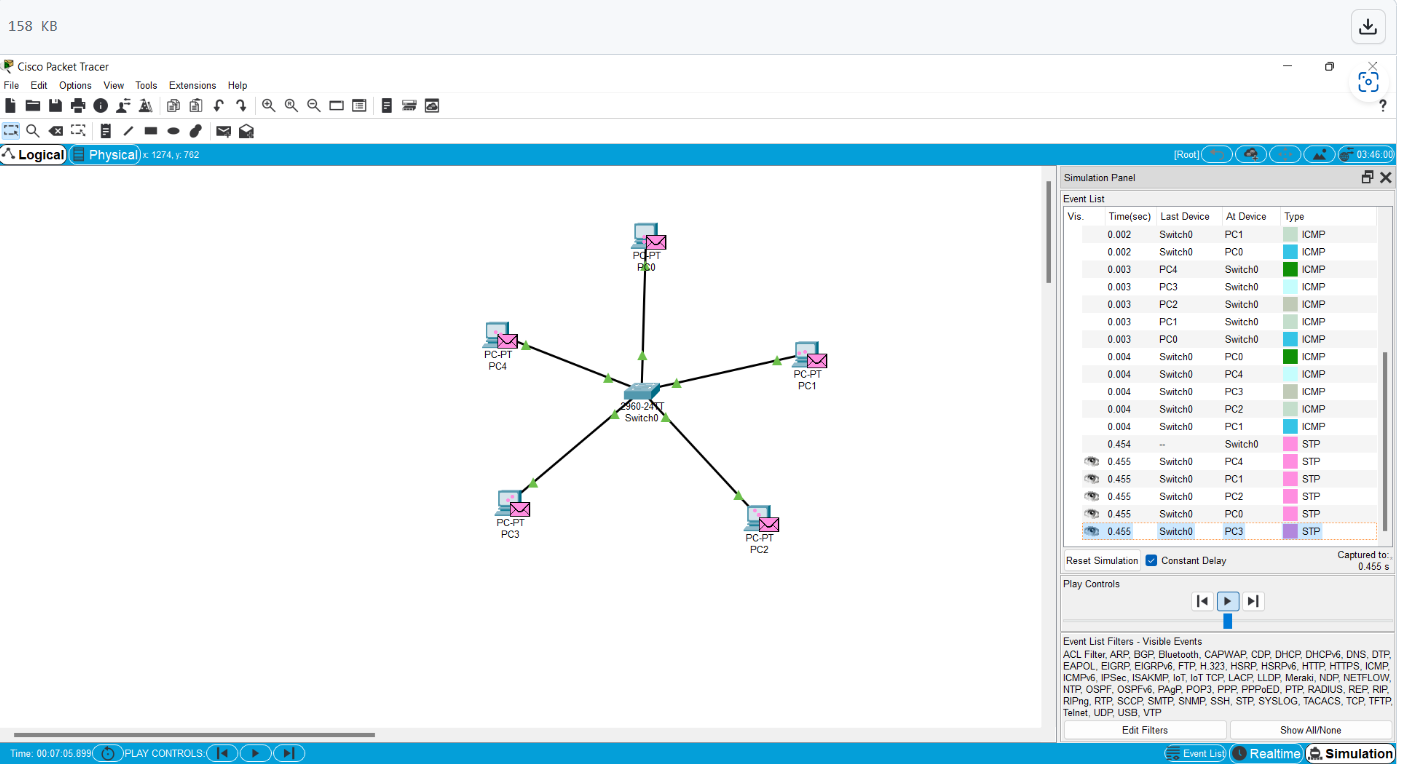 158 KB
Cisco Packet Tracer
File Edit Options View Tools Extensions Help
?
Logical Physical x: 1274, y: 762 [Root] 03:46:00
Simulation Panel
Event List
Vis. Time(sec) Last Device At Device Type
0.002 Switch0 PC1 ICMP
0.002 Switch0 PC0 ICMP
0.003 PC4 Switch0 ICMP
0.003 PC3 Switch0 ICMP
0.003 PC2 Switch0 ICMP
0.003 PC1 Switch0 ICMP
0.003 PC0 Switch0 ICMP
0.004 Switch0 PC0 ICMP
0.004 Switch0 PC4 ICMP
0.004 Switch0 PC3 ICMP
0.004 Switch0 PC2 ICMP
0.004 Switch0 PC1 ICMP
0.454 -- Switch0 STP
0.455 Switch0 PC4 STP
0.455 Switch0 PC1 STP
0.455 Switch0 PC2 STP
0.455 Switch0 PC0 STP
0.455 Switch0 PC3 STP
PC-PT
PC0
PC-PT
PC4
PC-PT
PC1
2960-24TT
Switch0
PC-PT
PC3
PC-PT
PC2
Reset Simulation Constant Delay Captured to:
0.455 s
Play Controls
Event List Filters - Visible Events
ACL Filter, ARP, BGP, Bluetooth, CAPWAP, CDP, DHCP, DHCPv6, DNS, DTP,
EAPOL, EIGRP, EIGRPv6, FTP, H.323, HSRP, HSRPv6, HTTP, HTTPS, ICMP,
ICMPv6, IPSec, ISAKMP, IoT, IoT TCP, LACP, LLDP, Meraki, NDP, NETFLOW,
NTP, OSPF, OSPFv6, PAgP, POP3, PPP, PPPoED, PTP, RADIUS, REP, RIP,
RIPng, RTP, SCCP, SMTP, SNMP, SSH, STP, SYSLOG, TACACS, TCP, TFTP,
Telnet, UDP, USB, VTP
Edit Filters Show All/None
Time: 00:07:05.899 PLAY CONTROLS: Event List Realtime Simulation